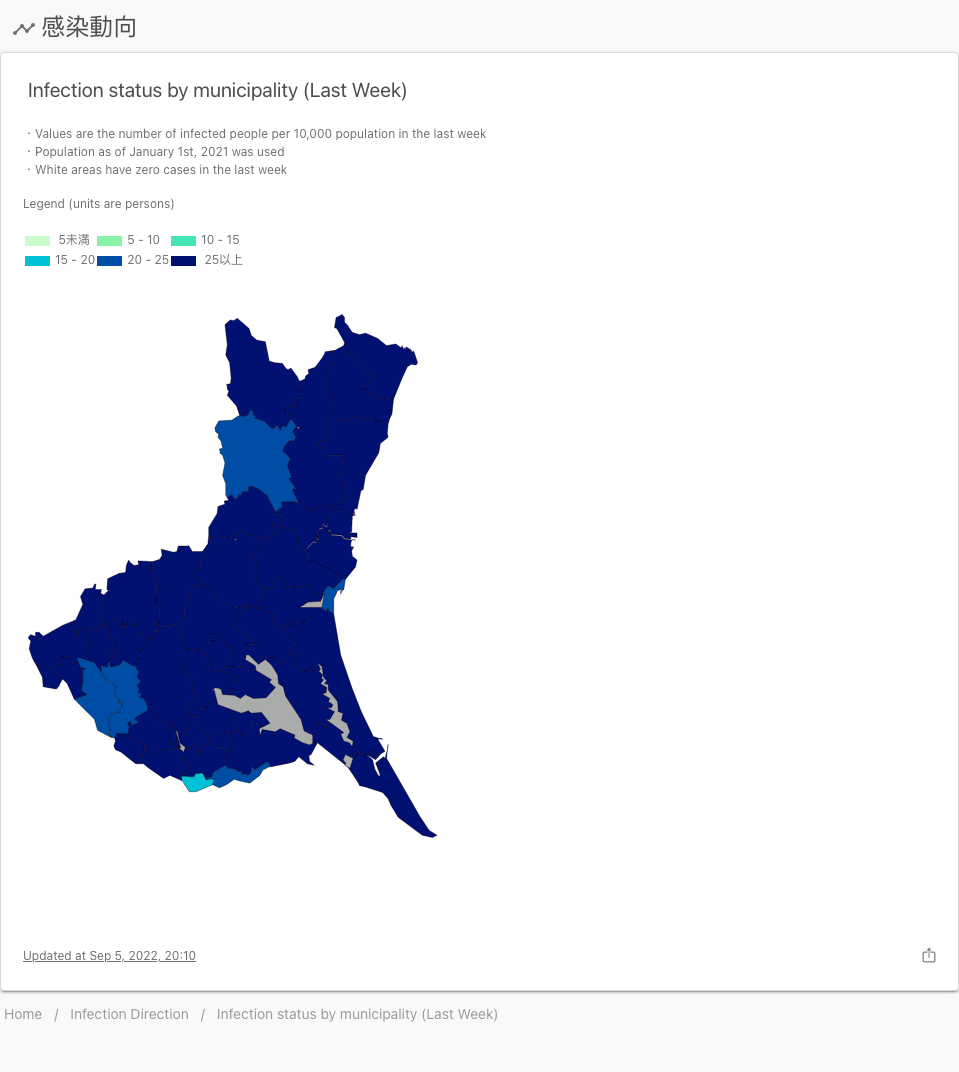 感染動向
Infection status by municipality (Last Week)
・Values are the number of infected people per 10,000 population in the last week
・Population as of January 1st, 2021 was used
・White areas have zero cases in the last week
Legend (units are persons)
5未満 5 - 10 10 - 15
15 - 20 20 - 25 25以上
Updated at Sep 5, 2022, 20:10
Home / Infection Direction / Infection status by municipality (Last Week)